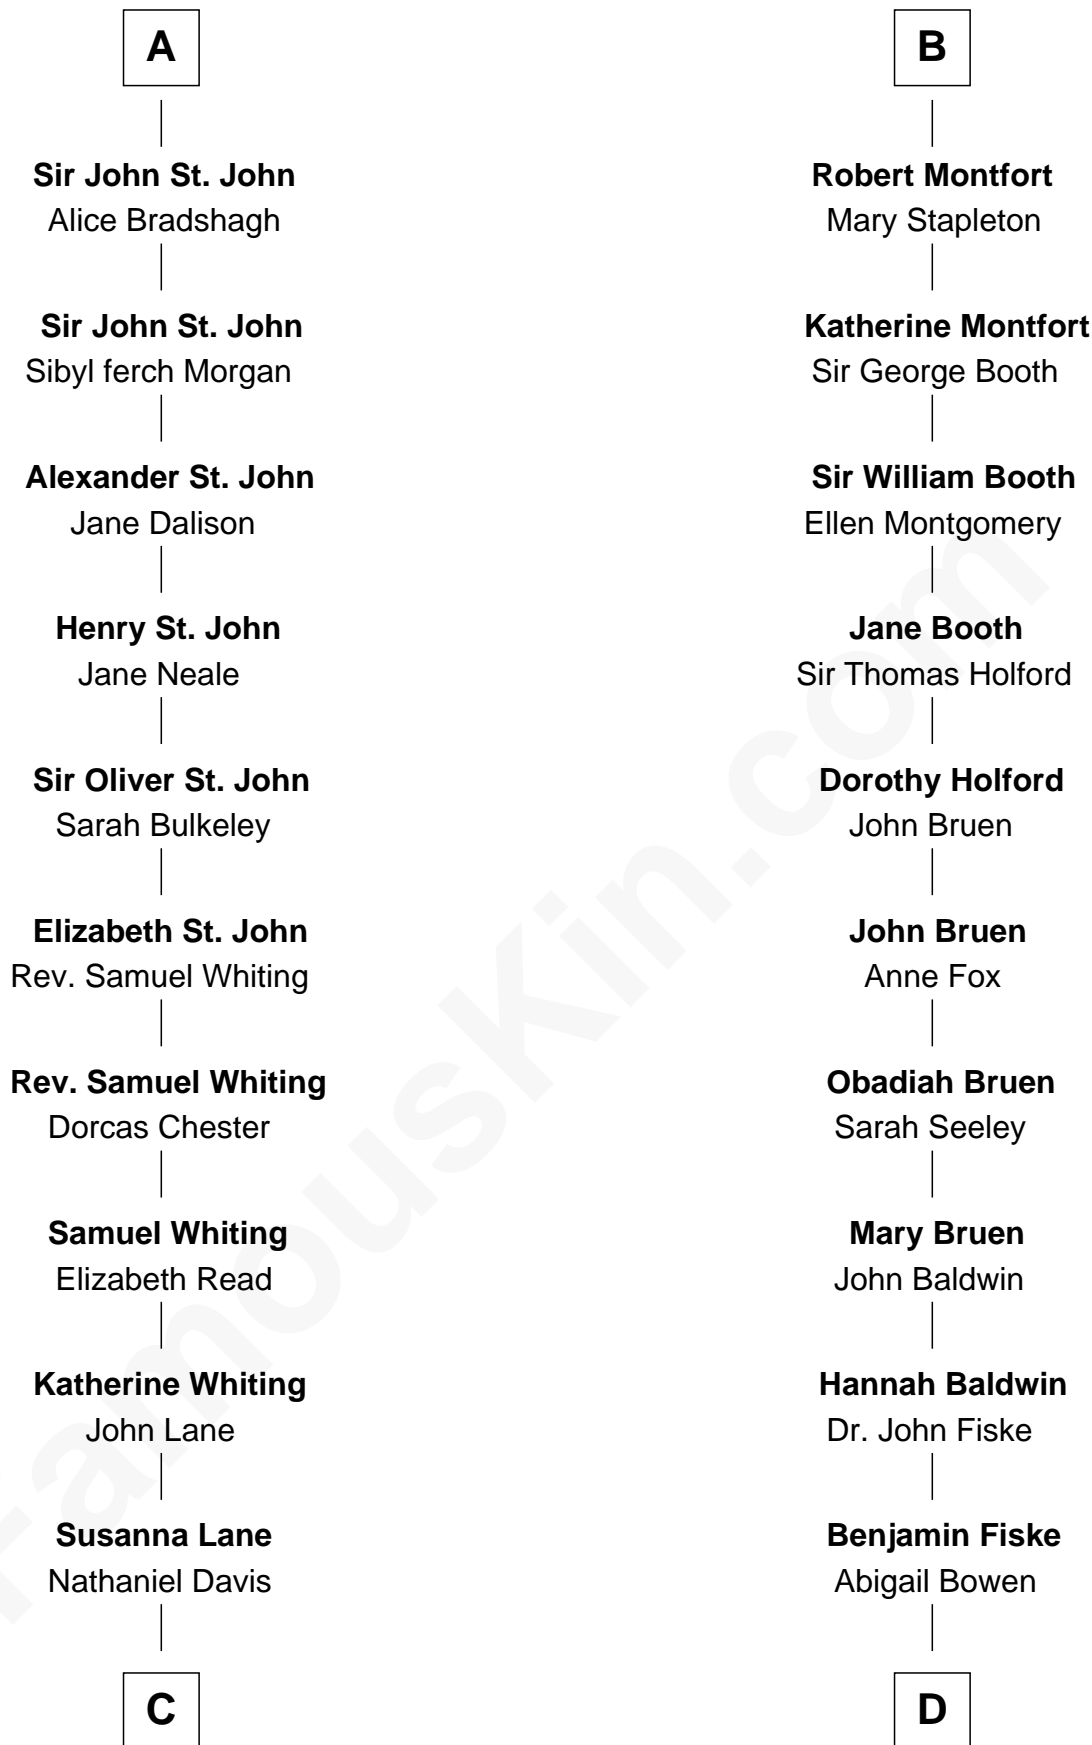 A
Sir John St. John
Alice Bradshagh
Sir John St. John
Sibyl ferch Morgan
Alexander St. John
Jane Dalison
Henry St. John
Jane Neale
Sir Oliver St. John
Sarah Bulkeley
Elizabeth St. John
Rev. Samuel Whiting
Rev. Samuel Whiting
Dorcas Chester
Samuel Whiting
Elizabeth Read
Katherine Whiting
John Lane
Susanna Lane
Nathaniel Davis
C
B
Robert Montfort
Mary Stapleton
Katherine Montfort
Sir George Booth
Sir William Booth
Ellen Montgomery
Jane Booth
Sir Thomas Holford
Dorothy Holford
John Bruen
John Bruen
Anne Fox
Obadiah Bruen
Sarah Seeley
Mary Bruen
John Baldwin
Hannah Baldwin
Dr. John Fiske
Benjamin Fiske
Abigail Bowen
D
FamousKin.com